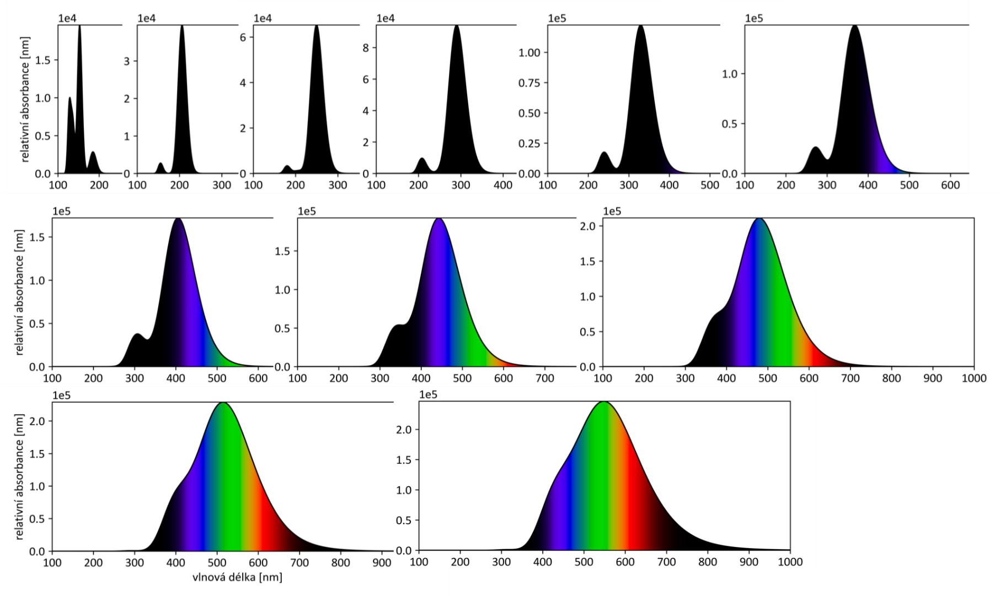 1e4 1e4 1e4 1e4 1e5 1e5
relativní absorbance [nm]
0.0 0.5 1.0 1.5
100 200
0 1 2 3
100 200 300
0 2 4 6
100 200 300
0 2 4 6 8
100 200 300 400
0.00 0.25 0.50 0.75 1.00
100 200 300 400 500
0.0 0.5 1.0
100 200 300 400 500 600
1e5 1e5 1e5
relativní absorbance [nm]
0.0 0.5 1.0 1.5
100 200 300 400 500 600
0.0 0.5 1.0 1.5
100 200 300 400 500 600 700
0.0 0.5 1.0 1.5 2.0
100 200 300 400 500 600 700 800 900 1000
1e5 1e5
relativní absorbance [nm]
0.0 0.5 1.0 1.5 2.0
100 200 300 400 500 600 700 800 900
vlnová délka [nm]
0.0 0.5 1.0 1.5 2.0
100 200 300 400 500 600 700 800 900 1000